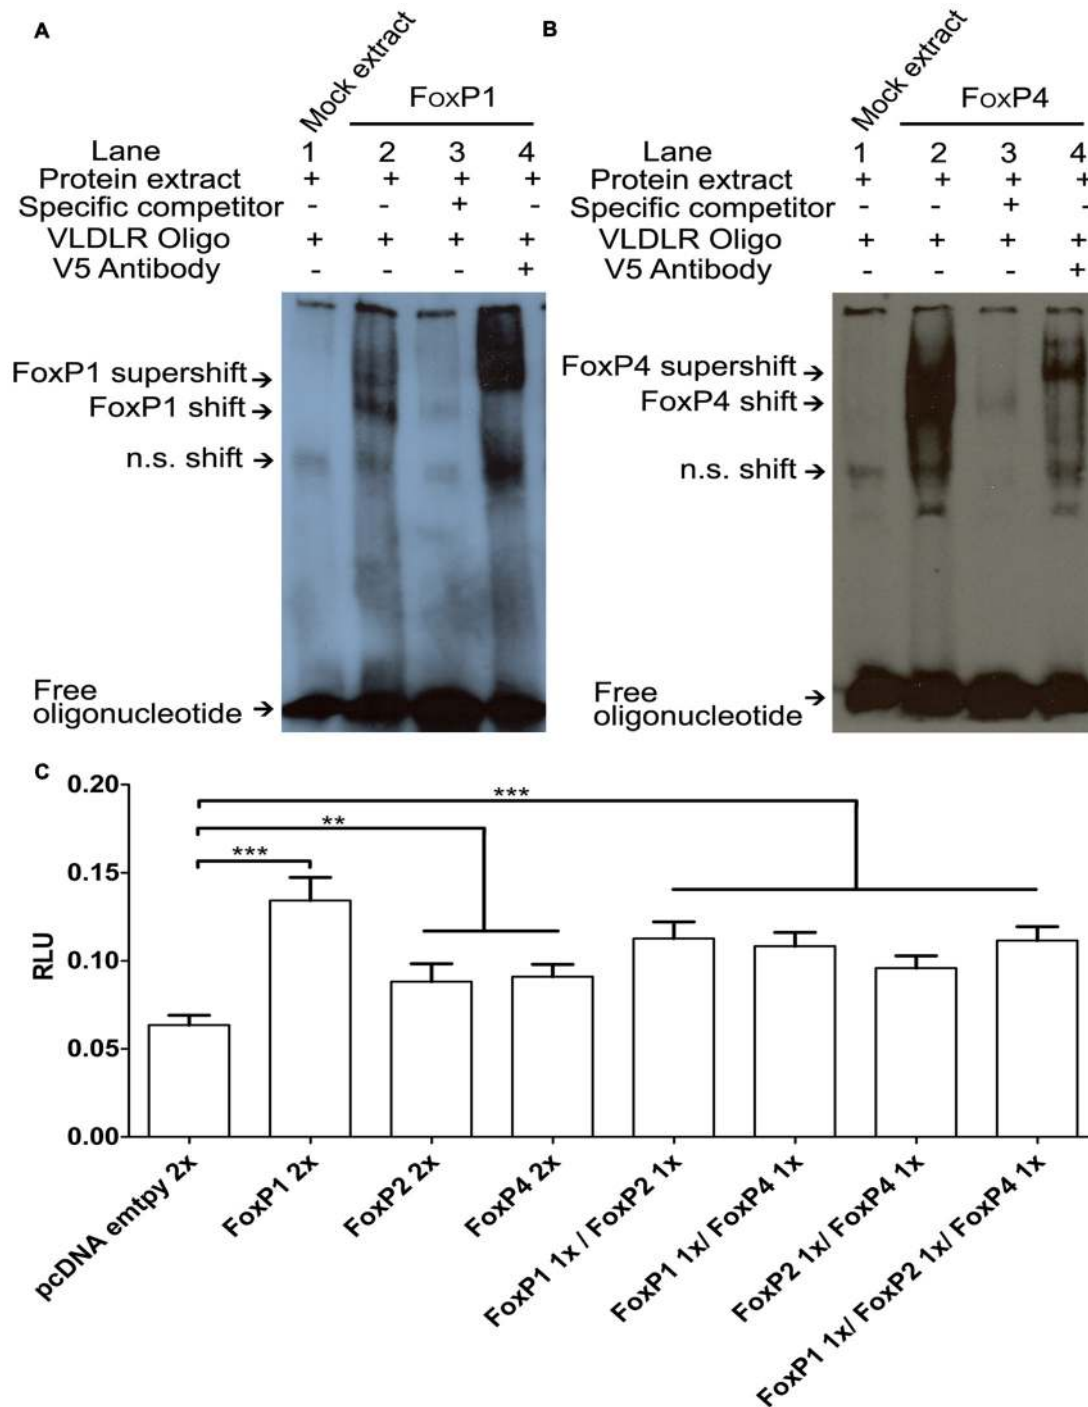 A
Mock extract
FoxP1
Lane 1 2 3 4
Protein extract + + + +
Specific competitor - - + -
VLDLR Oligo + + + +
V5 Antibody - - - +
FoxP1 supershift →
FoxP1 shift →
n.s. shift →
Free
oligonucleotide →
B
Mock extract
FoxP4
Lane 1 2 3 4
Protein extract + + + +
Specific competitor - - + -
VLDLR Oligo + + + +
V5 Antibody - - - +
FoxP4 supershift →
FoxP4 shift →
n.s. shift →
Free
oligonucleotide →
C
RLU
0.20
0.15
0.10
0.05
0.00
***
**
***
pcDNA emtpy 2x
FoxP1 2x
FoxP2 2x
FoxP4 2x
FoxP1 1x / FoxP2 1x
FoxP1 1x/ FoxP4 1x
FoxP2 1x/ FoxP4 1x
FoxP1 1x/ FoxP2 1x/ FoxP4 1x